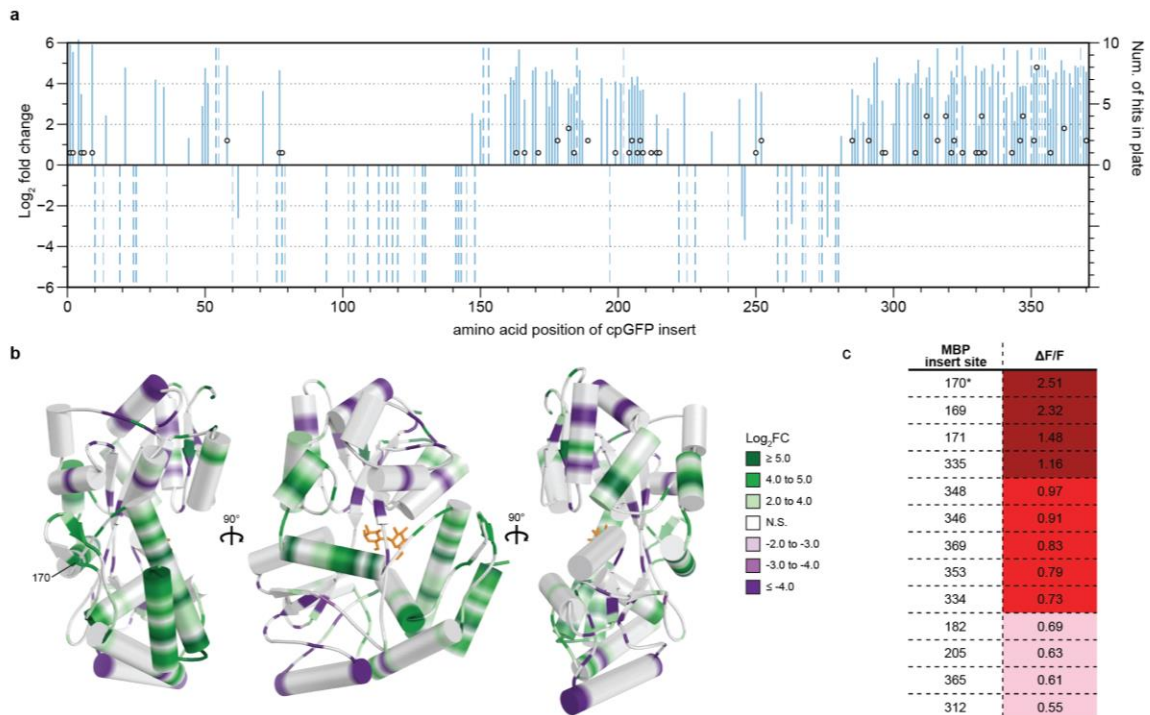 a
6
4
2
0
−2
−4
−6
Log2 fold change
10
5
0
Num. of hits in plate
0 50 100 150 200 250 300 350
amino acid position of cpGFP insert
b
170
90°
90°
Log2FC
≥ 5.0
4.0 to 5.0
2.0 to 4.0
N.S.
-2.0 to -3.0
-3.0 to -4.0
≤ -4.0
c
MBP insert site ΔF/F
170* 2.51
169 2.32
171 1.48
335 1.16
348 0.97
346 0.91
369 0.83
353 0.79
334 0.73
182 0.69
205 0.63
365 0.61
312 0.55